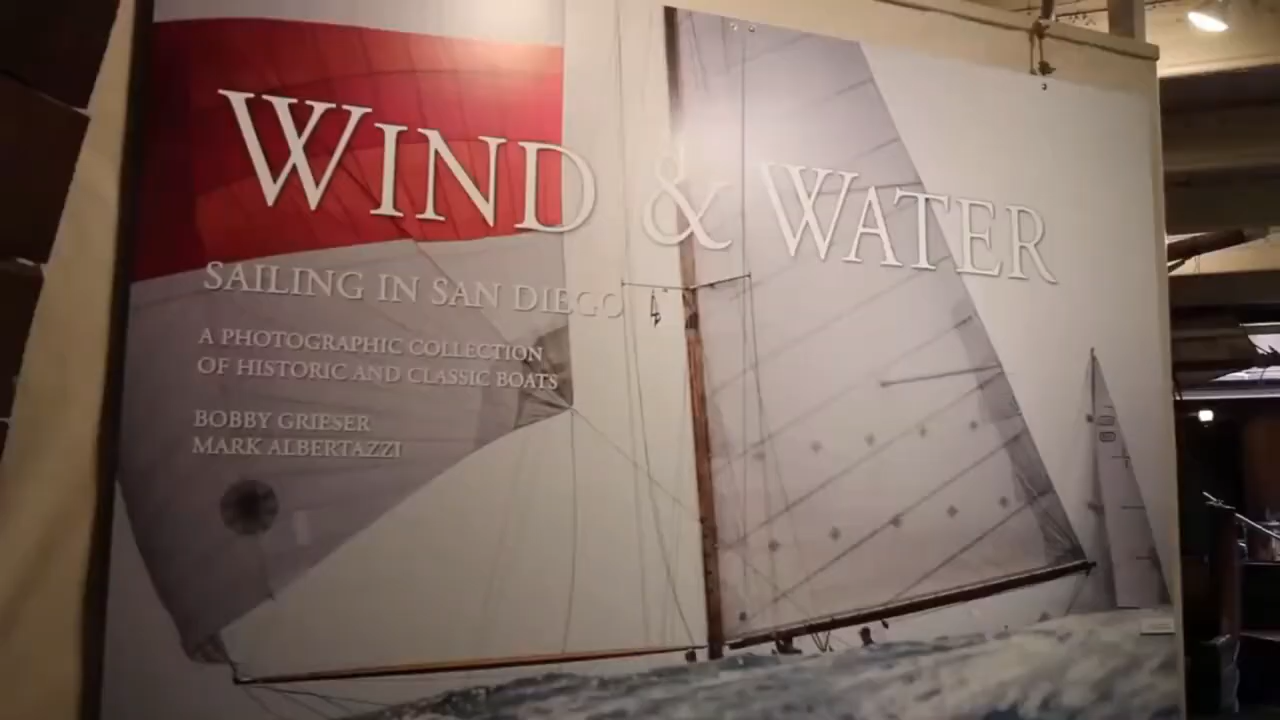 WIND & WATER
SAILING IN SAN DIEGO
A PHOTOGRAPHIC COLLECTION
OF HISTORIC AND CLASSIC BOATS
BOBBY GRIESER
MARK ALBERTAZZI